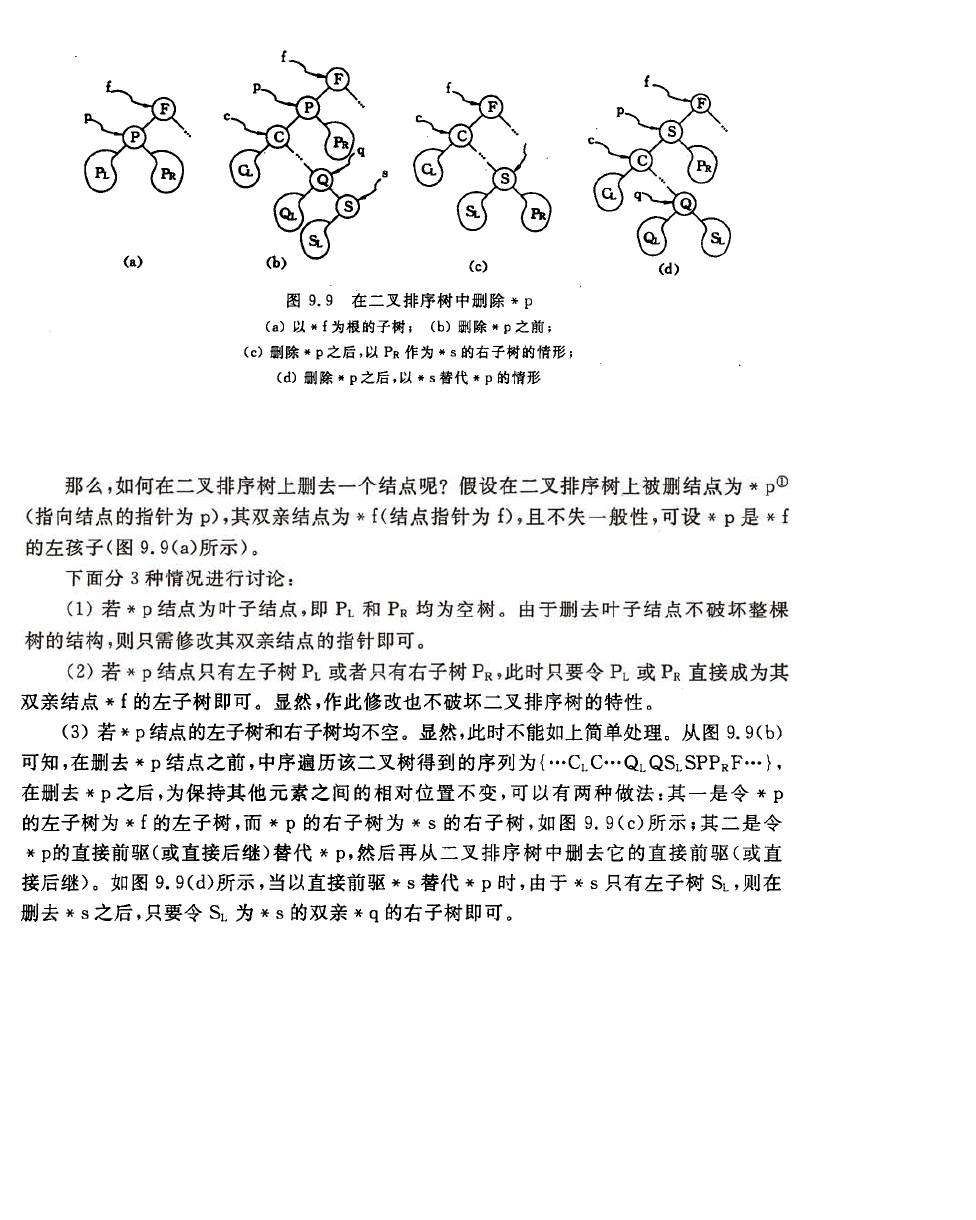 f f f f
p p c p
c c
F F F F
P P C S
C C
P_L P_R C_L P_R C_L S C_L P_R
q s Q q Q
Q_L S S_L P_R Q_L S_L
S_L
(a) (b) (c) (d)
图 9.9 在二叉排序树中删除 * p
(a) 以 * f 为根的子树; (b) 删除 * p 之前;
(c) 删除 * p 之后,以 P_R 作为 * s 的右子树的情形;
(d) 删除 * p 之后,以 * s 替代 * p 的情形
那么,如何在二叉排序树上删去一个结点呢? 假设在二叉排序树上被删结点为 * p①
(指向结点的指针为 p),其双亲结点为 * f(结点指针为 f),且不失一般性,可设 * p 是 * f
的左孩子(图 9.9(a)所示)。
下面分 3 种情况进行讨论:
(1) 若 * p 结点为叶子结点,即 P_L 和 P_R 均为空树。由于删去叶子结点不破坏整棵
树的结构,则只需修改其双亲结点的指针即可。
(2) 若 * p 结点只有左子树 P_L 或者只有右子树 P_R,此时只要令 P_L 或 P_R 直接成为其
双亲结点 * f 的左子树即可。显然,作此修改也不破坏二叉排序树的特性。
(3) 若 * p 结点的左子树和右子树均不空。显然,此时不能如上简单处理。从图 9.9(b)
可知,在删去 * p 结点之前,中序遍历该二叉树得到的序列为{…C_L C…Q_L Q S_L S P P_R F…},
在删去 * p 之后,为保持其他元素之间的相对位置不变,可以有两种做法:其一是令 * p
的左子树为 * f 的左子树,而 * p 的右子树为 * s 的右子树,如图 9.9(c)所示;其二是令
* p的直接前驱(或直接后继)替代 * p,然后再从二叉排序树中删去它的直接前驱(或直
接后继)。如图 9.9(d)所示,当以直接前驱 * s 替代 * p 时,由于 * s 只有左子树 S_L,则在
删去 * s 之后,只要令 S_L 为 * s 的双亲 * q 的右子树即可。